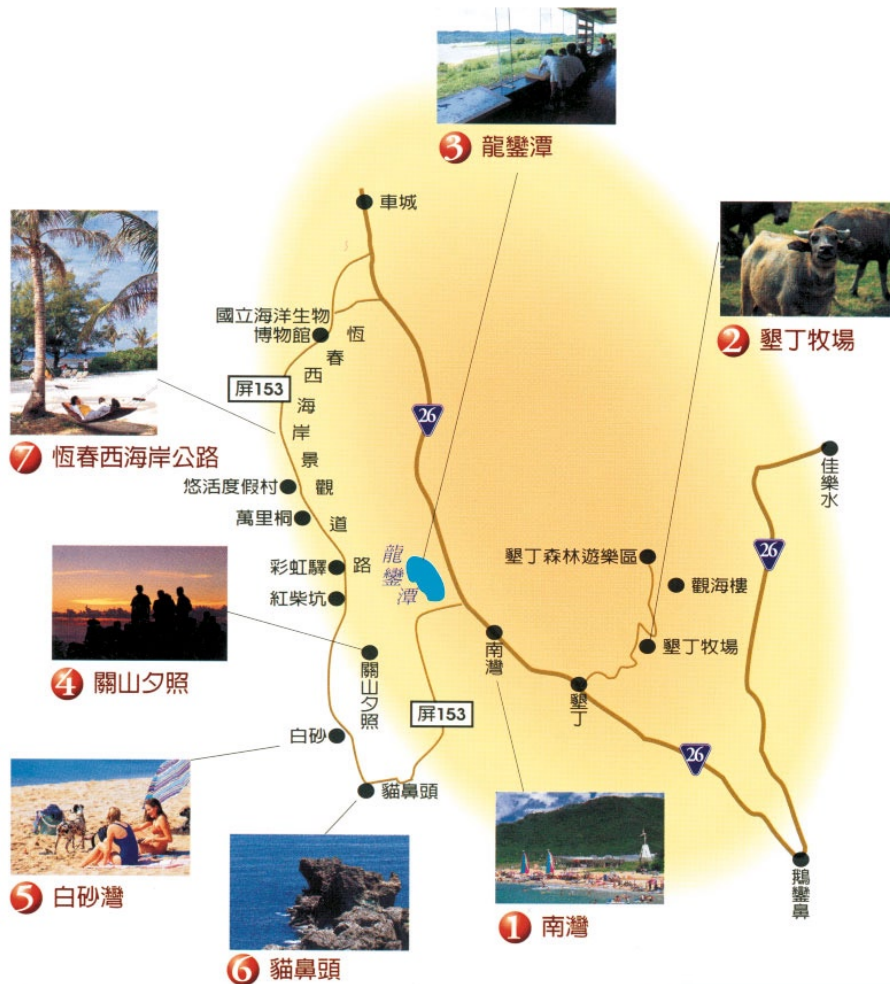 3 龍鑾潭
車城
2 墾丁牧場
國立海洋生物
博物館
恆春西海岸景觀道路
屏153
26
7 恆春西海岸公路
佳樂水
悠活度假村
萬里桐
26
彩虹驛
龍鑾潭
墾丁森林遊樂區
觀海樓
紅柴坑
南灣
墾丁牧場
4 關山夕照
關山夕照
墾丁
屏153
白砂
26
貓鼻頭
鵝鑾鼻
5 白砂灣
1 南灣
6 貓鼻頭